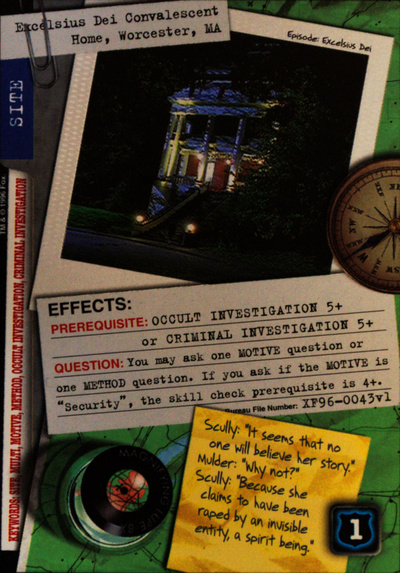 Excelsius Dei Convalescent
Home, Worcester, MA
Episode: Excelsius Dei
SITE
TM & © 1996 Fox
KEYWORDS: SITE, MULTI, MOTIVE, METHOD, OCCULT INVESTIGATION, CRIMINAL INVESTIGATION
EFFECTS:
PREREQUISITE: OCCULT INVESTIGATION 5+
or CRIMINAL INVESTIGATION 5+
QUESTION: You may ask one MOTIVE question or
one METHOD question. If you ask if the MOTIVE is
"Security", the skill check prerequisite is 4+.
Bureau File Number: XF96-0043v1
Scully: "It seems that no
one will believe her story."
Mulder: "Why not?"
Scully: "Because she
claims to have been
raped by an invisible
entity, a spirit being."
1